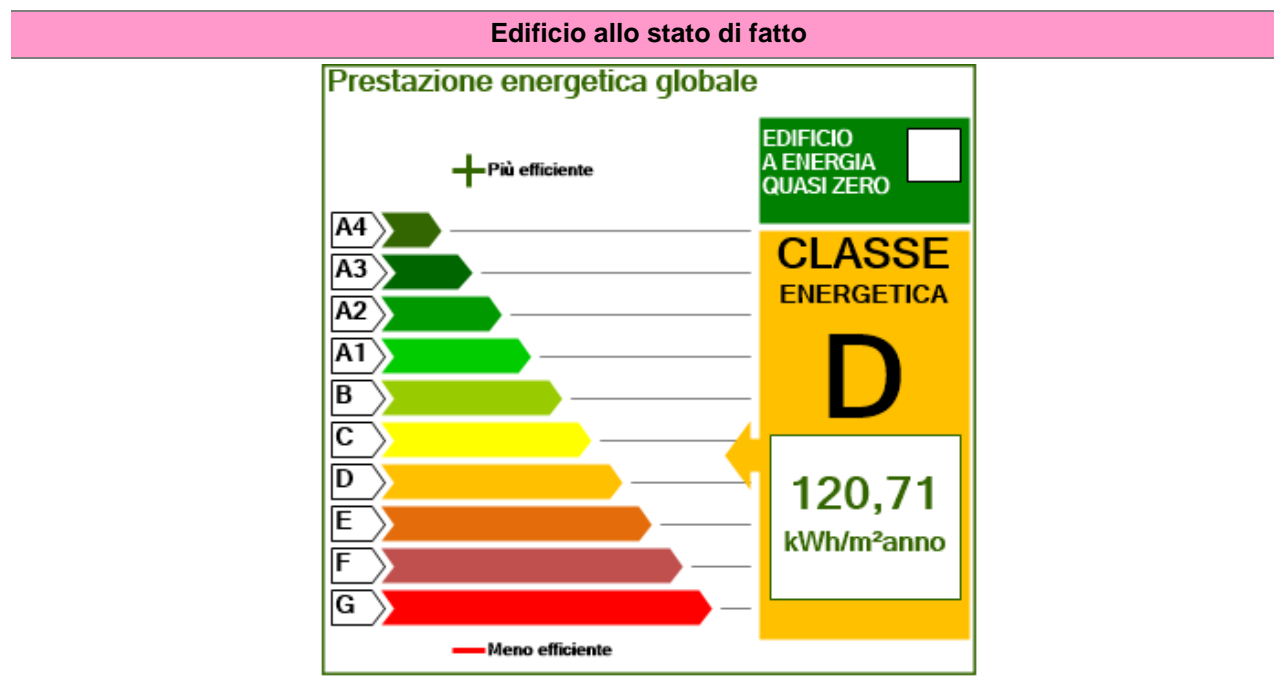 Edificio allo stato di fatto
Prestazione energetica globale
EDIFICIO
A ENERGIA
QUASI ZERO
Più efficiente
A4
A3
A2
A1
B
C
D
E
F
G
Meno efficiente
CLASSE
ENERGETICA
D
120,71
kWh/m²anno